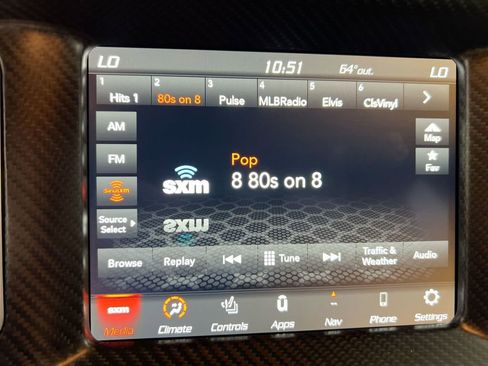 LO 10:51 64°out. LO
1 2 3 4 5 6
Hits 1 80s on 8 Pulse MLBRadio Elvis ClsVinyl
AM
FM
SiriusXM
Source
Select
Pop
sxm
8 80s on 8
Map
Fav
Browse Replay Tune Traffic &
Weather Audio
sxm
Media Climate Controls Apps Nav Phone Settings